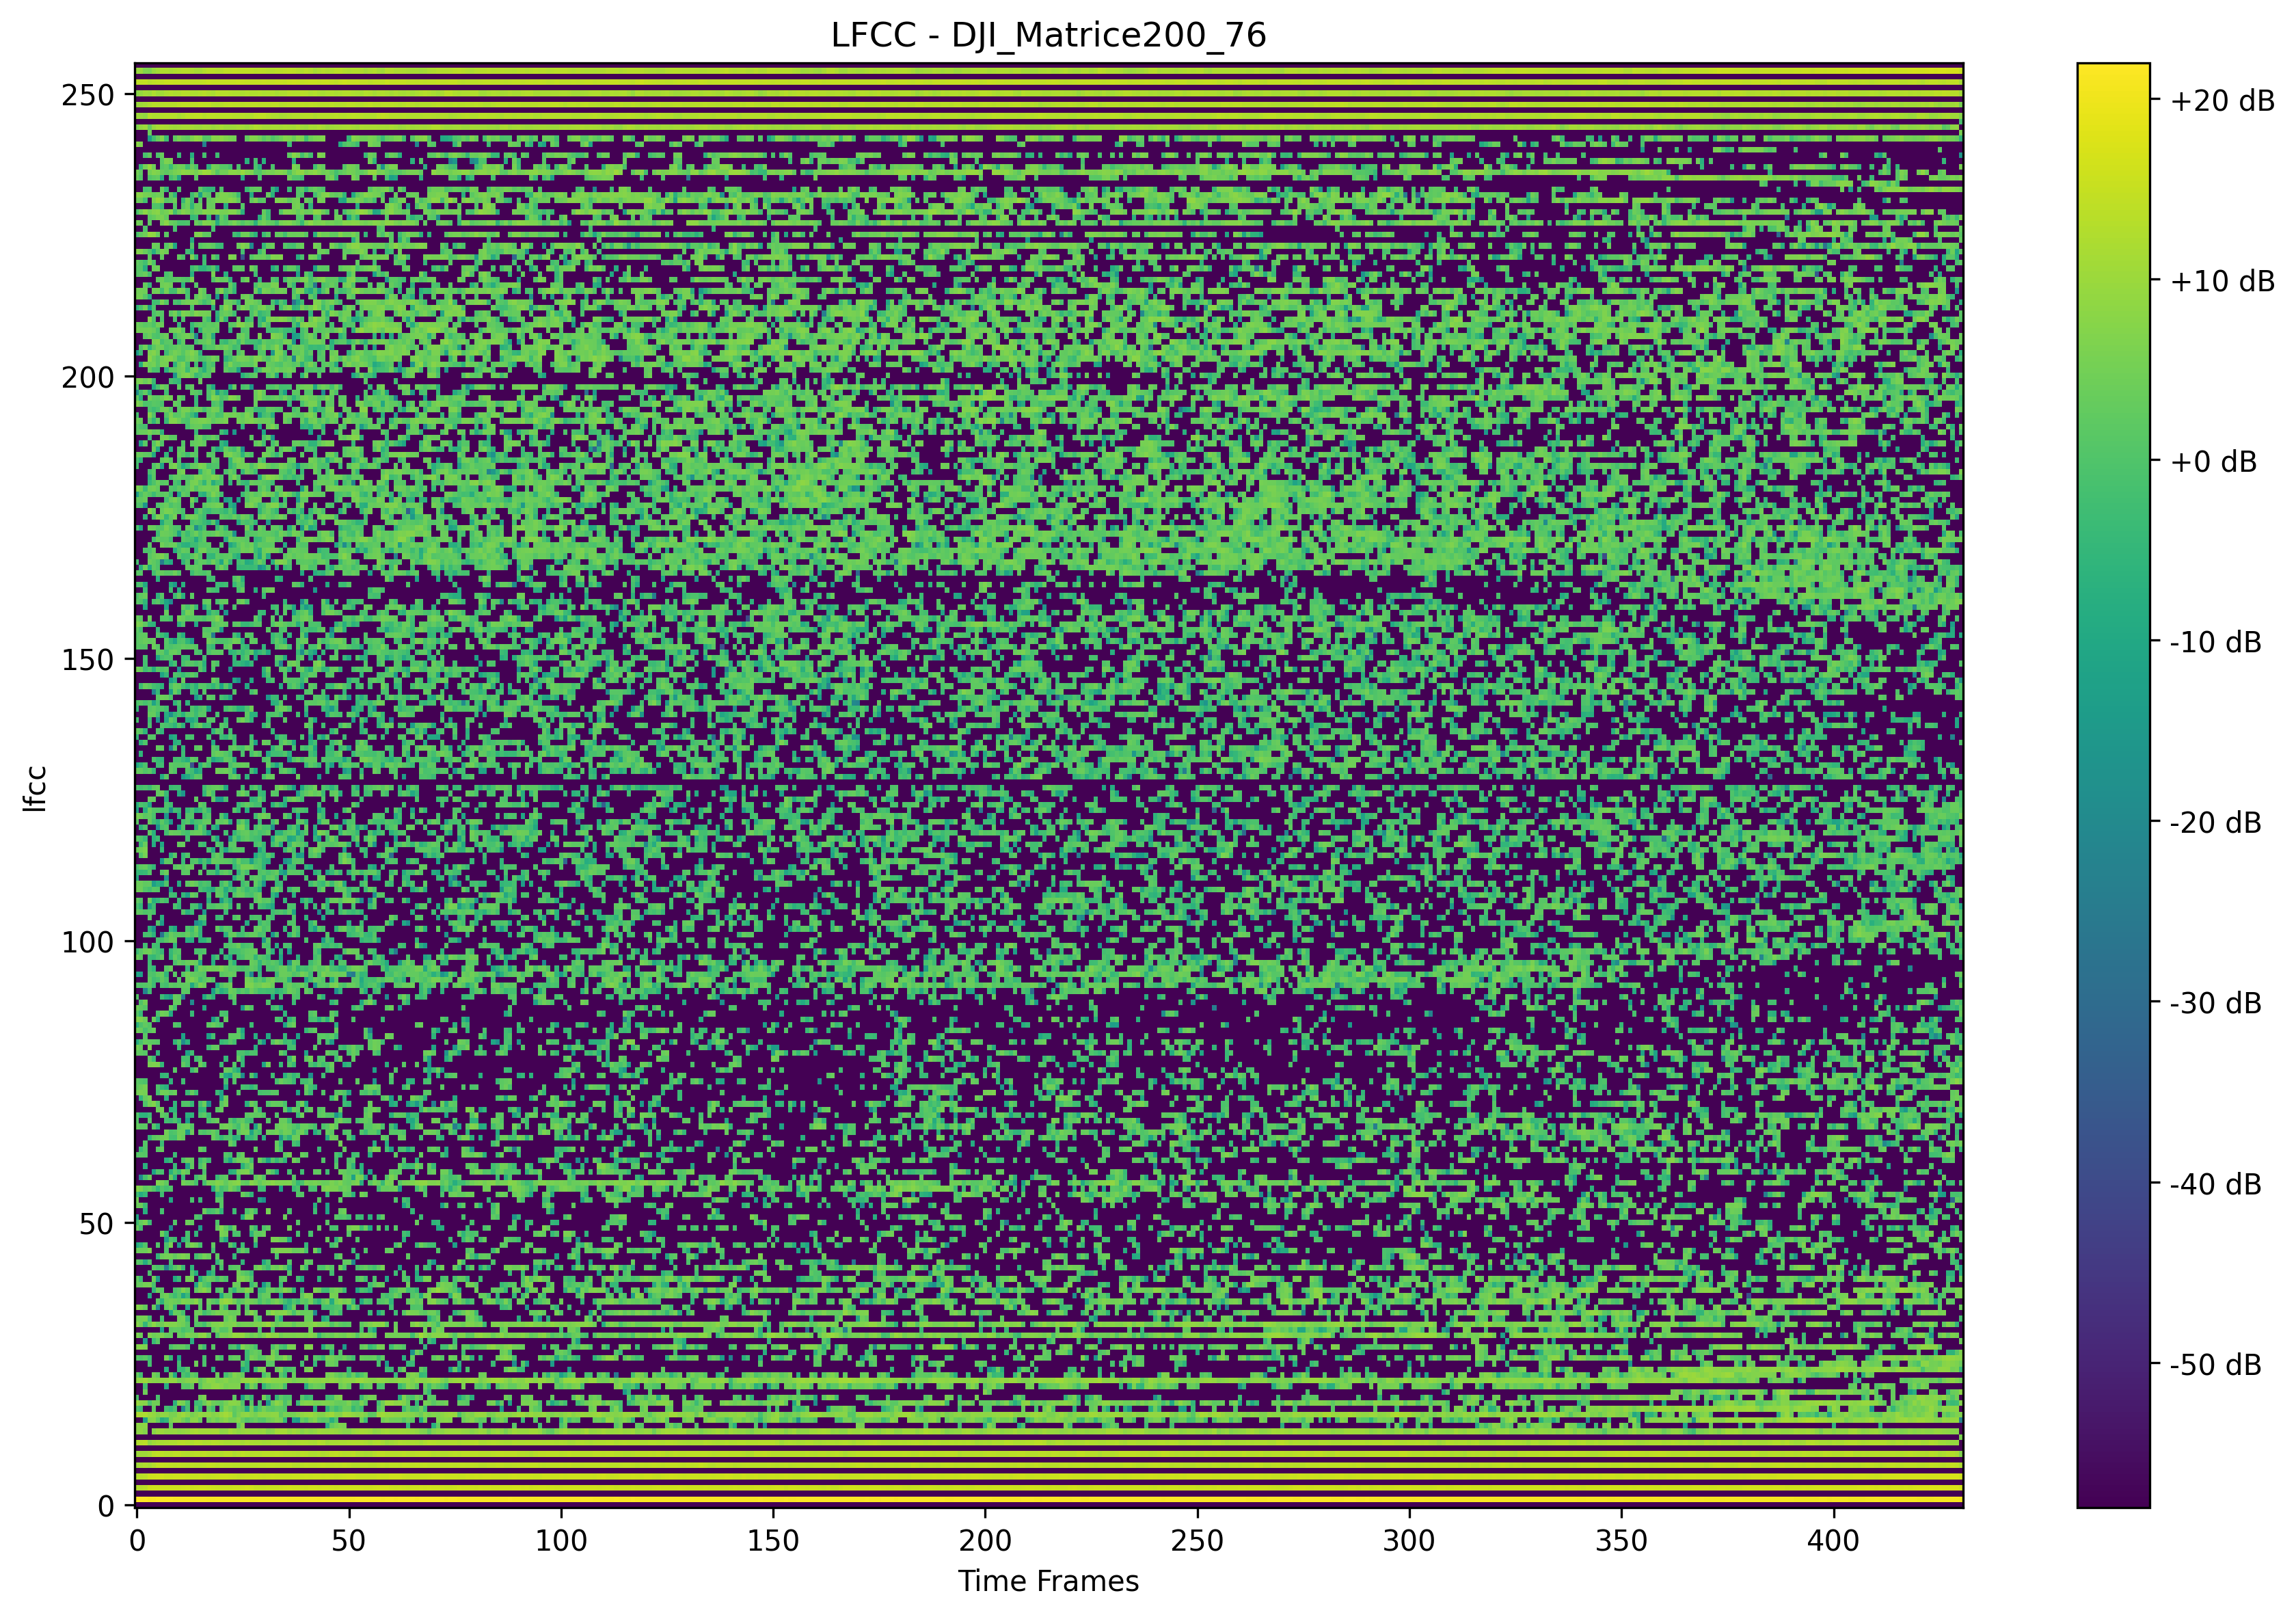 LFCC - DJI_Matrice200_76
250
200
150
100
50
0
lfcc
0 50 100 150 200 250 300 350 400
Time Frames
+20 dB
+10 dB
+0 dB
-10 dB
-20 dB
-30 dB
-40 dB
-50 dB